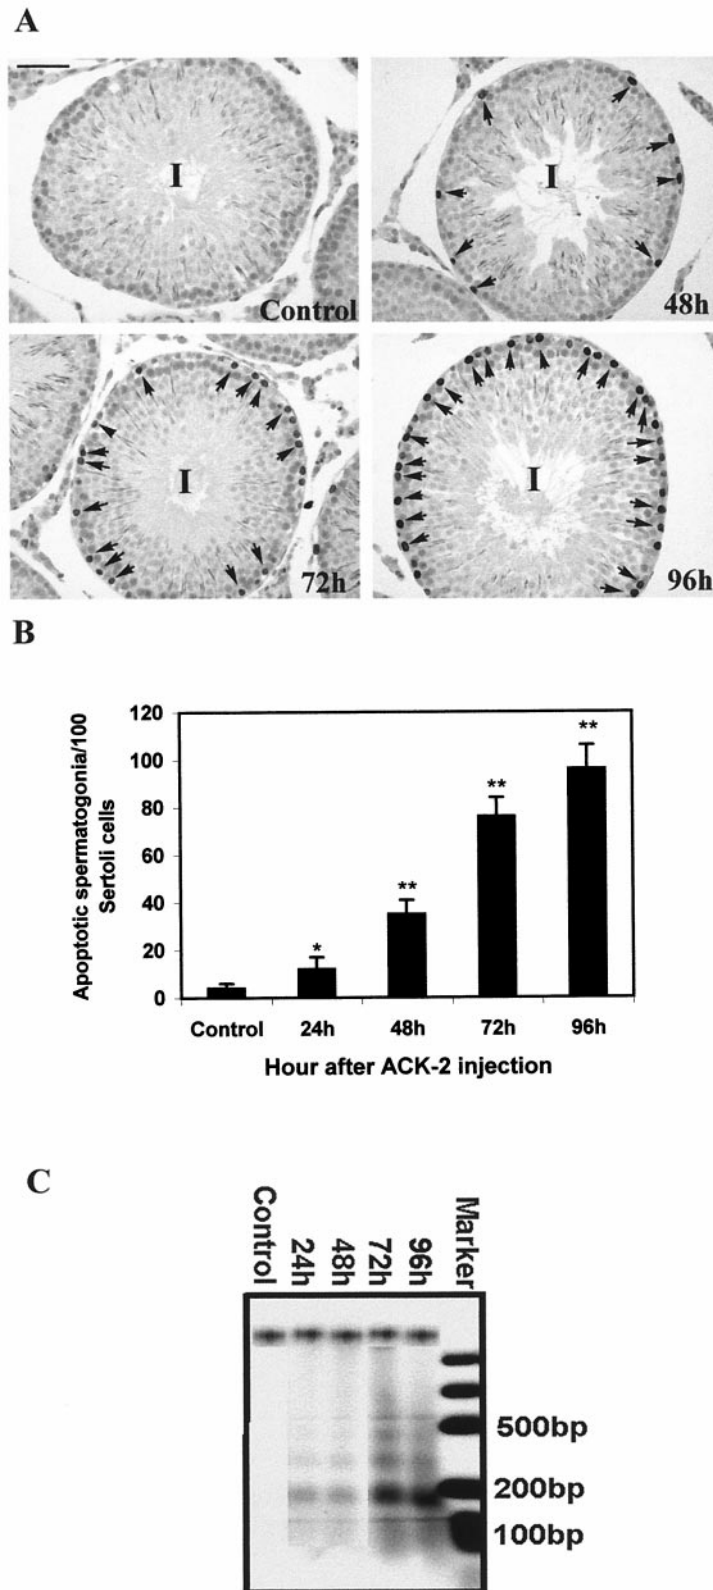 A
I
Control
I
48h
I
72h
I
96h
B
120
100
80
60
40
20
0
Apoptotic spermatogonia/100
Sertoli cells
*
**
**
**
Control 24h 48h 72h 96h
Hour after ACK-2 injection
C
Control 24h 48h 72h 96h Marker
500bp
200bp
100bp